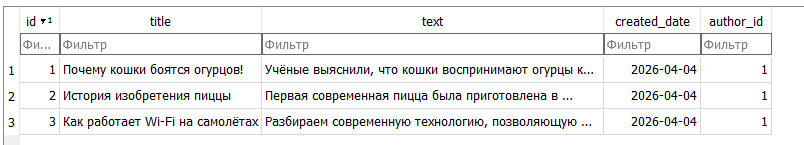 id 1 title text created_date author_id
Фи... Фильтр Фильтр Фильтр Фильтр
1 1 Почему кошки боятся огурцов! Учёные выяснили, что кошки воспринимают огурцы к... 2026-04-04 1
2 2 История изобретения пиццы Первая современная пицца была приготовлена в ... 2026-04-04 1
3 3 Как работает Wi-Fi на самолётах Разбираем современную технологию, позволяющую ... 2026-04-04 1